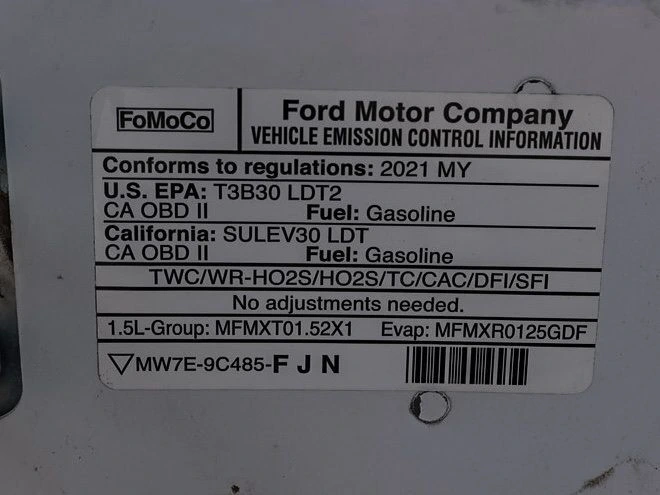 FoMoCo
Ford Motor Company
VEHICLE EMISSION CONTROL INFORMATION
Conforms to regulations: 2021 MY
U.S. EPA: T3B30 LDT2
CA OBD II Fuel: Gasoline
California: SULEV30 LDT
CA OBD II Fuel: Gasoline
TWC/WR-HO2S/HO2S/TC/CAC/DFI/SFI
No adjustments needed.
1.5L-Group: MFMXT01.52X1 Evap: MFMXR0125GDF
MW7E-9C485-F J N